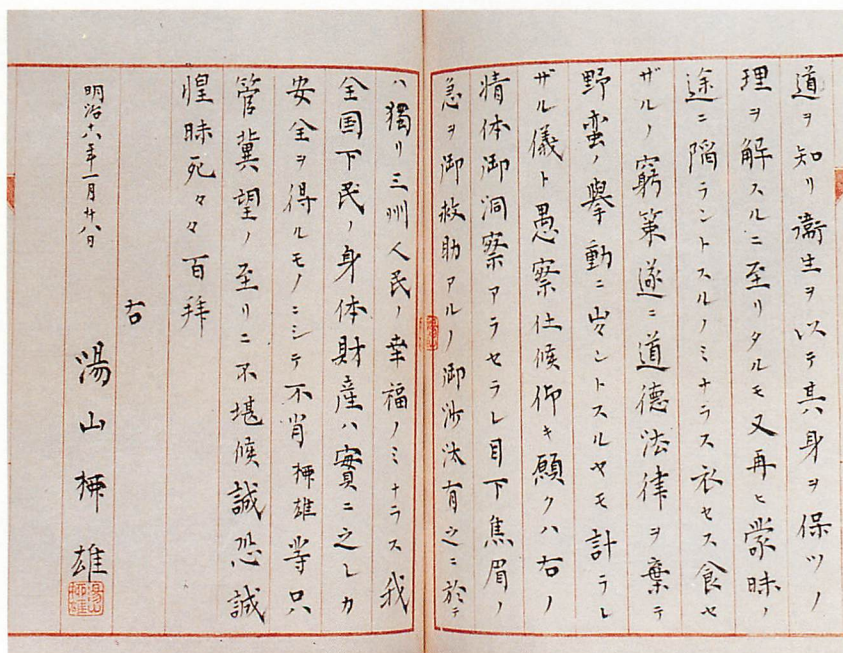 道ヲ知リ衛生ヲ以テ其身ヲ保ツノ
理ヲ解スルニ至リタルモ又再ヒ蒙昧ノ
途ニ陥ラントスルノミナラス衣セス食セ
ザルノ窮策遂ニ道徳法律ヲ棄テ
野蛮ノ挙動ニ出ントスルヤモ計ラレ
ザル儀ト愚察仕候仰キ願クハ右ノ
情体御洞察アラセラレ目下焦眉ノ
急ヲ御救助アルノ御沙汰有之ニ於テ
ハ獨リ三州人民ノ幸福ノミナラス我
全国下民ノ身体財産ハ實ニ之レカ
安全ヲ得ルモノニシテ不肖柹雄等只
管冀望ノ至リニ不堪候誠恐誠
惶昧死々々百拝
右
湯山柹雄
明治十八年一月廿八日